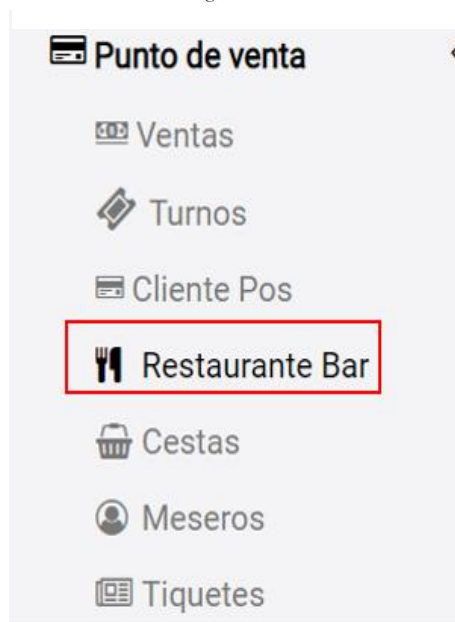 Punto de venta
Ventas
Turnos
Cliente Pos
Restaurante Bar
Cestas
Meseros
Tiquetes